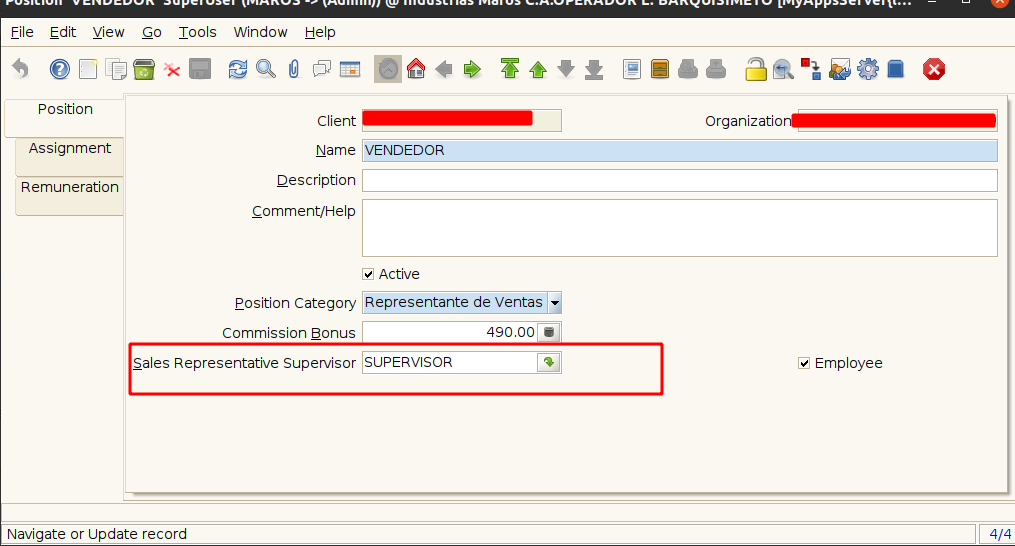 Position VENDEDOR SuperUser (MAROS -> (Admin)) @ Industrias Maros C.A.OPERADOR L. BARQUISIMETO [MyAppsServer{t...
File Edit View Go Tools Window Help
Position
Client
Organization
Assignment
Name VENDEDOR
Remuneration
Description
Comment/Help
Active
Position Category Representante de Ventas
Commission Bonus 490.00
Sales Representative Supervisor SUPERVISOR Employee
Navigate or Update record 4/4